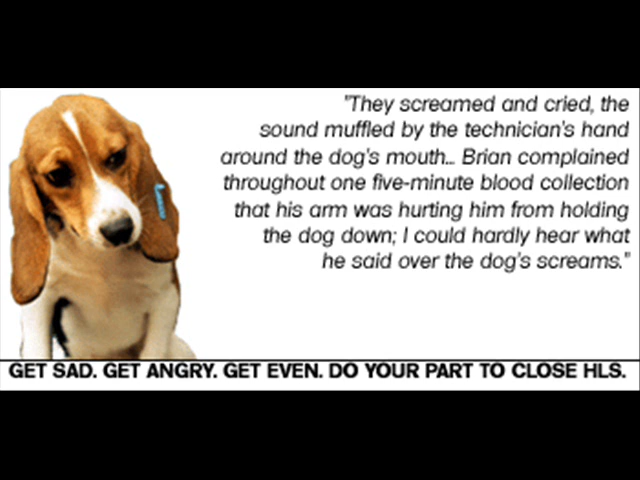 "They screamed and cried, the
sound muffled by the technician's hand
around the dog's mouth... Brian complained
throughout one five-minute blood collection
that his arm was hurting him from holding
the dog down; I could hardly hear what
he said over the dog's screams."
GET SAD. GET ANGRY. GET EVEN. DO YOUR PART TO CLOSE HLS.